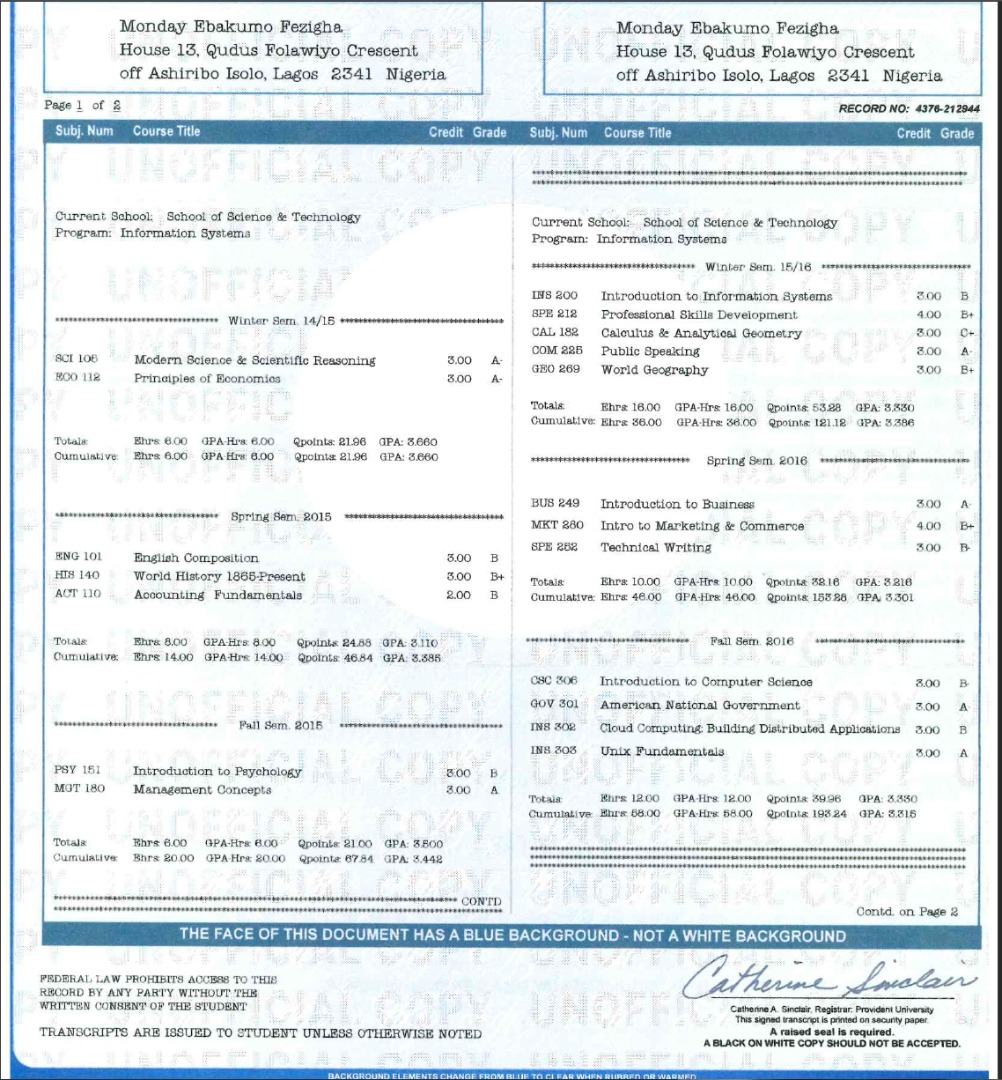 Monday Ebakumo Fezigha
House 13, Qudus Folawiyo Crescent
off Ashiribo Isolo, Lagos 2341 Nigeria
Monday Ebakumo Fezigha
House 13, Qudus Folawiyo Crescent
off Ashiribo Isolo, Lagos 2341 Nigeria
Page 1 of 2
RECORD NO: 4376-212944
Subj. Num Course Title Credit Grade
Current School: School of Science & Technology
Program: Information Systems
******************************* Winter Sem. 14/15 *******************************
SCI 106 Modern Science & Scientific Reasoning 3.00 A-
ECO 112 Principles of Economics 3.00 A-
Totals: Ehrs: 6.00 GPA-Hrs: 6.00 Qpoints: 21.96 GPA: 3.660
Cumulative: Ehrs: 6.00 GPA-Hrs: 6.00 Qpoints: 21.96 GPA: 3.660
******************************* Spring Sem. 2015 *******************************
ENG 101 English Composition 3.00 B
HIS 140 World History 1865-Present 3.00 B+
ACT 110 Accounting Fundamentals 2.00 B
Totals: Ehrs: 8.00 GPA-Hrs: 8.00 Qpoints: 24.88 GPA: 3.110
Cumulative: Ehrs: 14.00 GPA-Hrs: 14.00 Qpoints: 46.84 GPA: 3.385
******************************* Fall Sem. 2015 *******************************
PSY 151 Introduction to Psychology 3.00 B
MGT 180 Management Concepts 3.00 A
Totals: Ehrs: 6.00 GPA-Hrs: 6.00 Qpoints: 21.00 GPA: 3.500
Cumulative: Ehrs: 20.00 GPA-Hrs: 20.00 Qpoints: 67.84 GPA: 3.442
CONTD
Subj. Num Course Title Credit Grade
Current School: School of Science & Technology
Program: Information Systems
******************************* Winter Sem. 15/16 *******************************
INS 200 Introduction to Information Systems 3.00 B
SPE 212 Professional Skills Development 4.00 B+
CAL 182 Calculus & Analytical Geometry 3.00 C+
COM 225 Public Speaking 3.00 A-
GEO 269 World Geography 3.00 B+
Totals: Ehrs: 16.00 GPA-Hrs: 16.00 Qpoints: 53.28 GPA: 3.330
Cumulative: Ehrs: 36.00 GPA-Hrs: 36.00 Qpoints: 121.12 GPA: 3.386
******************************* Spring Sem. 2016 *******************************
BUS 249 Introduction to Business 3.00 A-
MKT 260 Intro to Marketing & Commerce 4.00 B+
SPE 252 Technical Writing 3.00 B-
Totals: Ehrs: 10.00 GPA-Hrs: 10.00 Qpoints: 32.16 GPA: 3.216
Cumulative: Ehrs: 46.00 GPA-Hrs: 46.00 Qpoints: 153.28 GPA; 3.301
******************************* Fall Sem. 2016 *******************************
CSC 306 Introduction to Computer Science 3.00 B-
GOV 301 American National Government 3.00 A
INS 302 Cloud Computing: Building Distributed Applications 3.00 B
INS 303 Unix Fundamentals 3.00 A
Totals: Ehrs: 12.00 GPA-Hrs: 12.00 Qpoints: 39.96 GPA: 3.330
Cumulative: Ehrs: 58.00 GPA-Hrs: 58.00 Qpoints: 193.24 GPA: 3.315
Contd. on Page 2
THE FACE OF THIS DOCUMENT HAS A BLUE BACKGROUND - NOT A WHITE BACKGROUND
FEDERAL LAW PROHIBITS ACCESS TO THIS
RECORD BY ANY PARTY WITHOUT THE
WRITTEN CONSENT OF THE STUDENT
TRANSCRIPTS ARE ISSUED TO STUDENT UNLESS OTHERWISE NOTED
Catherine Sinclair
Catherine A. Sinclair, Registrar: Provident University
This signed transcript is printed on security paper.
A raised seal is required.
A BLACK ON WHITE COPY SHOULD NOT BE ACCEPTED.
BACKGROUND ELEMENTS CHANGE FROM BLUE TO CLEAR WHEN RUBBED OR WARMED
UNOFFICIAL COPY